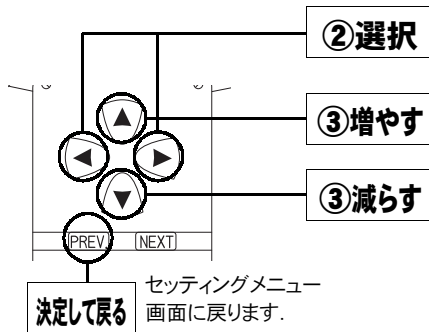 ②選択
③増やす
③減らす
PREV NEXT
決定して戻る
セッティングメニュー
画面に戻ります.